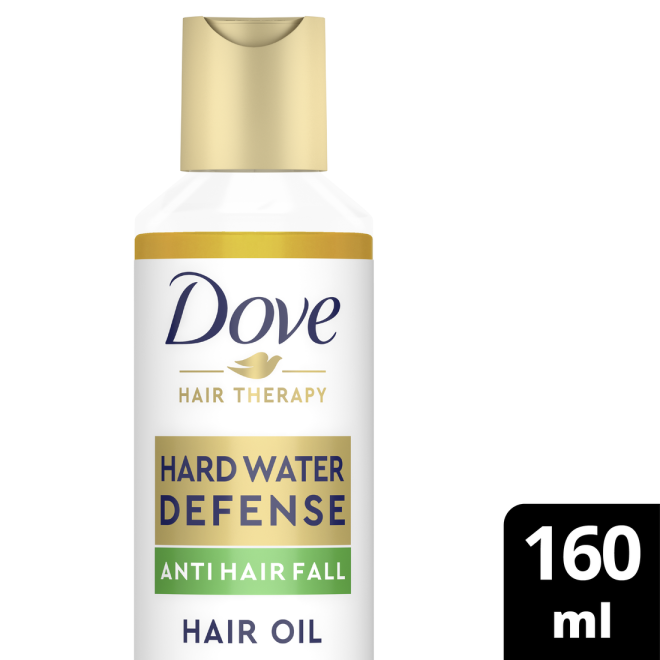 Dove
HAIR THERAPY
HARD WATER
DEFENSE
ANTI HAIR FALL
HAIR OIL
160
ml